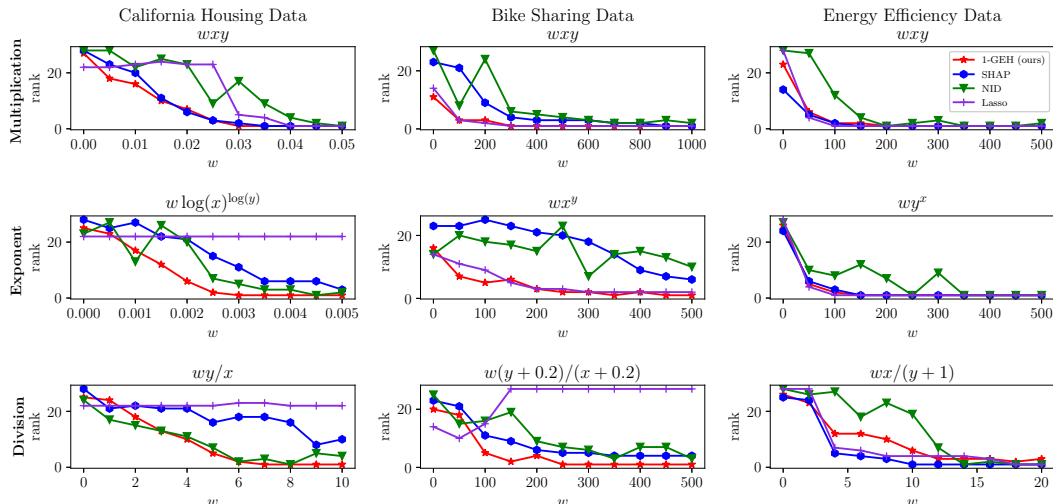 California Housing Data
Bike Sharing Data
Energy Efficiency Data
Multiplication
wxy
rank
20
0
0.00 0.01 0.02 0.03 0.04 0.05
w
wxy
rank
20
0
0 200 400 600 800 1000
w
wxy
rank
20
0
0 100 200 300 400 500
w
1-GEH (ours)
SHAP
NID
Lasso
Exponent
w log(x)^{log(y)}
rank
20
0
0.000 0.001 0.002 0.003 0.004 0.005
w
wx^y
rank
20
0
0 100 200 300 400 500
w
wy^x
rank
20
0
0 100 200 300 400 500
w
Division
wy/x
rank
20
0
0 2 4 6 8 10
w
w(y + 0.2)/(x + 0.2)
rank
20
0
0 100 200 300 400 500
w
wx/(y + 1)
rank
20
0
0 5 10 15 20
w